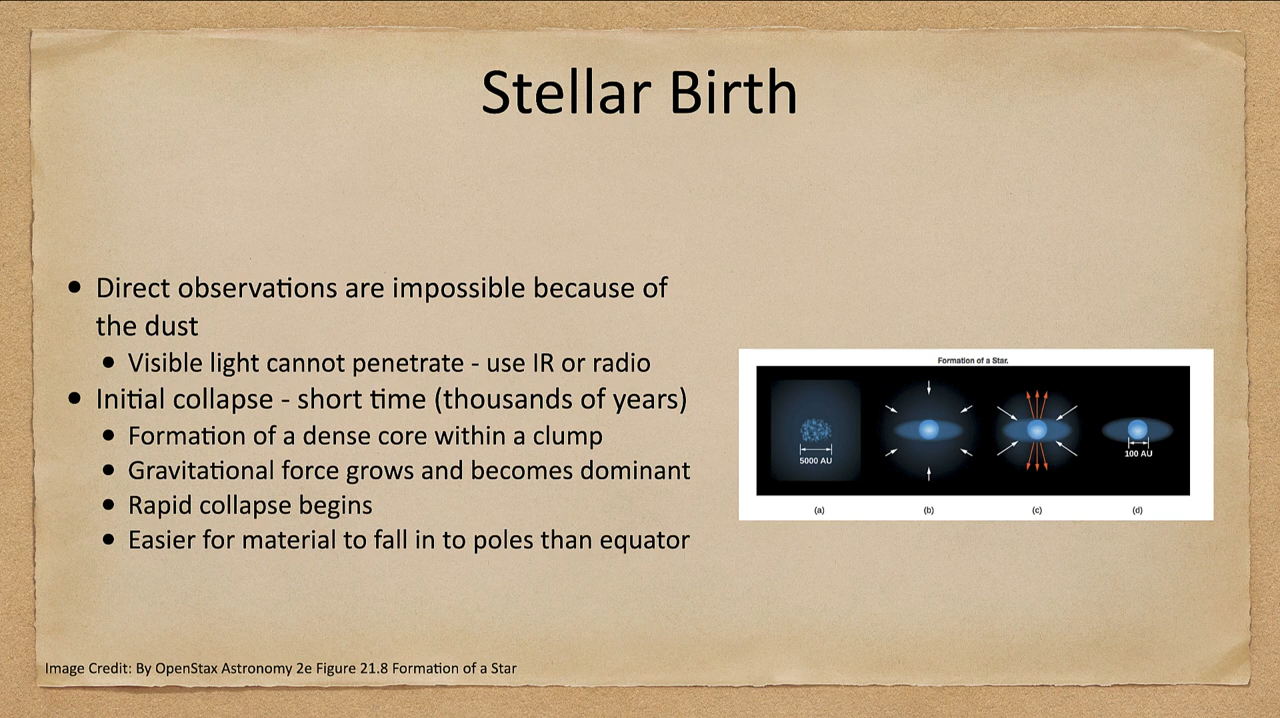 Stellar Birth
• Direct observations are impossible because of
the dust
• Visible light cannot penetrate - use IR or radio
• Initial collapse - short time (thousands of years)
• Formation of a dense core within a clump
• Gravitational force grows and becomes dominant
• Rapid collapse begins
• Easier for material to fall in to poles than equator
Formation of a Star.
5000 AU
100 AU
(a) (b) (c) (d)
Image Credit: By OpenStax Astronomy 2e Figure 21.8 Formation of a Star